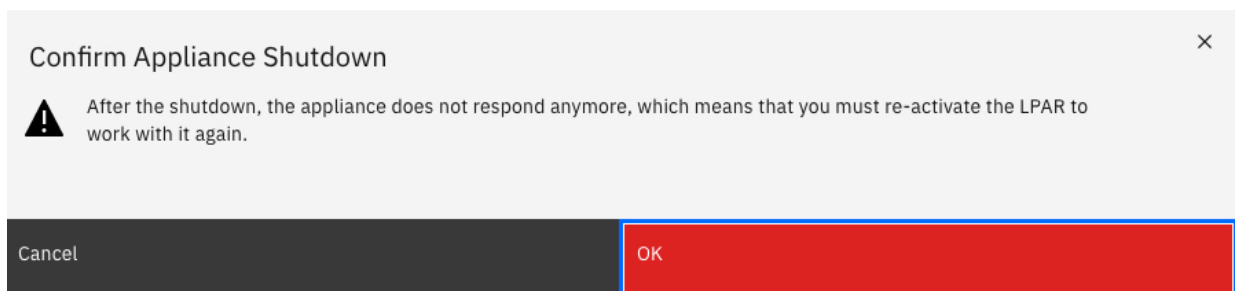 Confirm Appliance Shutdown
After the shutdown, the appliance does not respond anymore, which means that you must re-activate the LPAR to
work with it again.
Cancel
OK